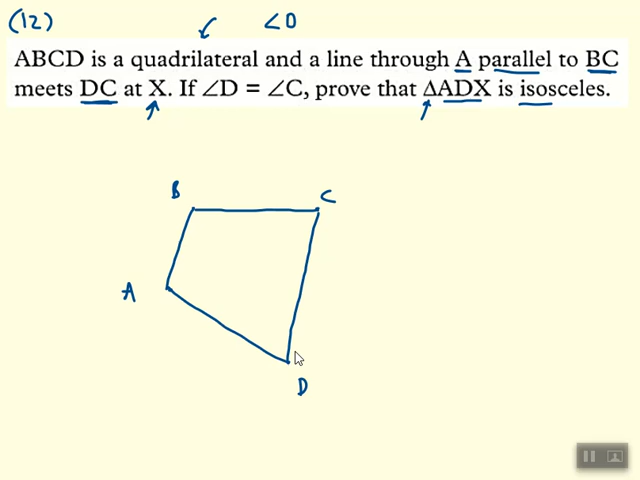 (12) ∠D
ABCD is a quadrilateral and a line through A parallel to BC
meets DC at X. If ∠D = ∠C, prove that ΔADX is isosceles.
B
C
A
D